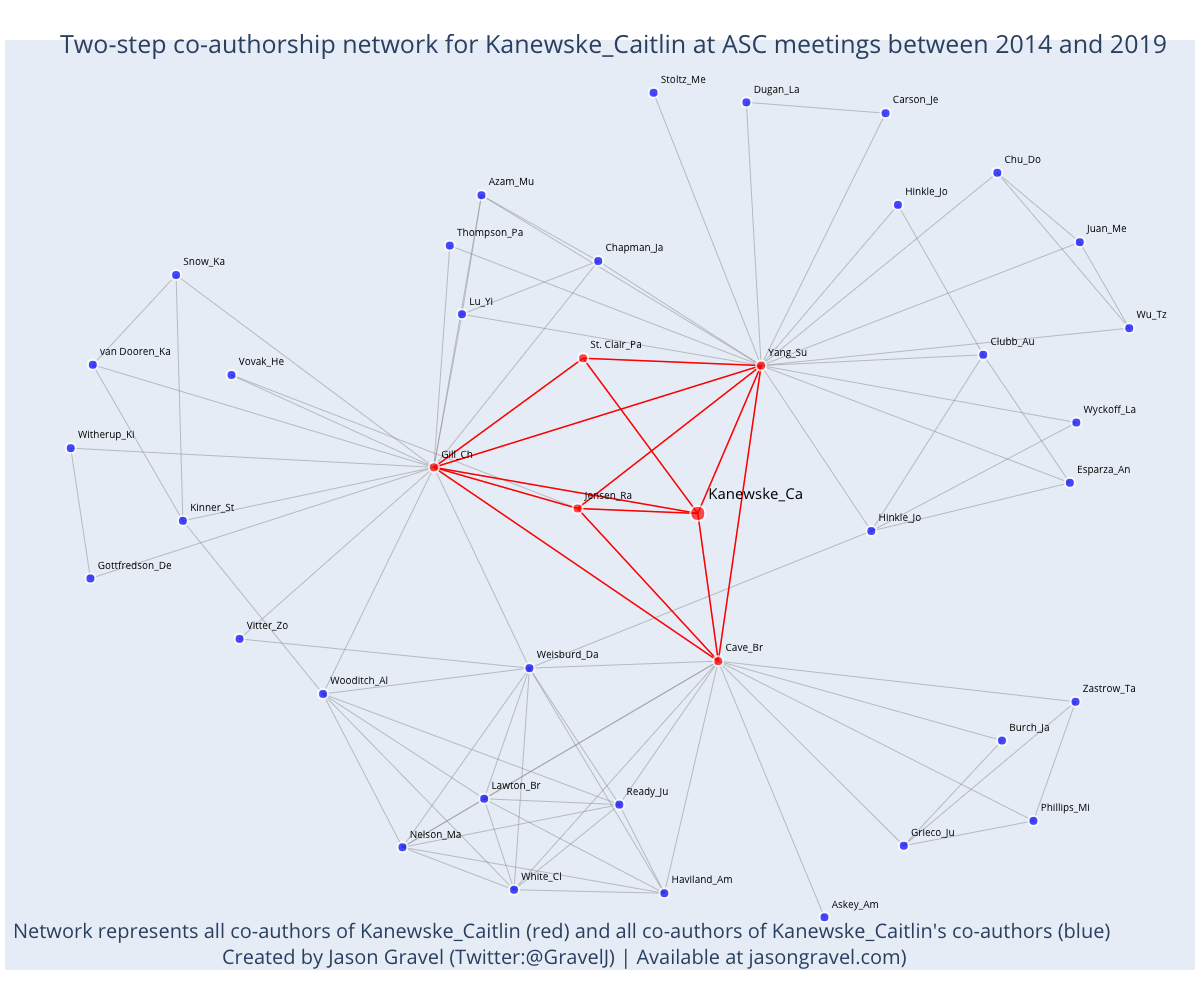 Two-step co-authorship network for Kanewske_Caitlin at ASC meetings between 2014 and 2019
Stoltz_Me
Dugan_La
Carson_Je
Chu_Do
Azam_Mu
Hinkle_Jo
Thompson_Pa
Juan_Me
Chapman_Ja
Snow_Ka
Lu_Yi
Wu_Tz
St. Clair_Pa
Clubb_Au
van Dooren_Ka
Yang_Su
Vovak_He
Wyckoff_La
Witherup_Ki
Gill_Ch
Esparza_An
Jensen_Ra
Kanewske_Ca
Kinner_St
Hinkle_Jo
Gottfredson_De
Vitter_Zo
Cave_Br
Weisburd_Da
Wooditch_Al
Zastrow_Ta
Burch_Ja
Lawton_Br
Ready_Ju
Phillips_Mi
Nelson_Ma
Grieco_Ju
White_Cl
Haviland_Am
Askey_Am
Network represents all co-authors of Kanewske_Caitlin (red) and all co-authors of Kanewske_Caitlin's co-authors (blue)
Created by Jason Gravel (Twitter:@GravelJ) | Available at jasongravel.com)